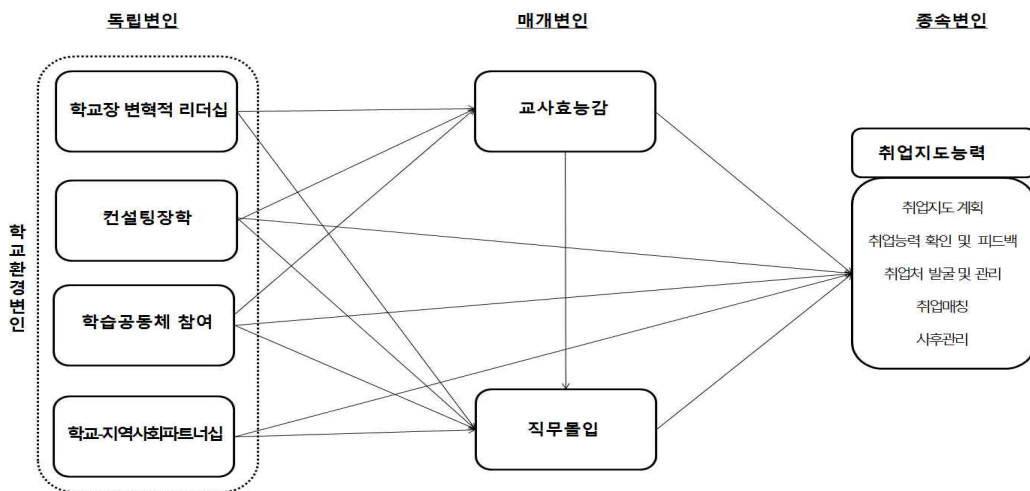 독립변인
매개변인
종속변인
학교장 변혁적 리더십
교사효능감
취업지도능력
컨설팅장학
취업지도 계획
취업능력 확인 및 피드백
취업처 발굴 및 관리
취업매칭
사후관리
학교환경변인
학습공동체 참여
학교-지역사회파트너십
직무몰입